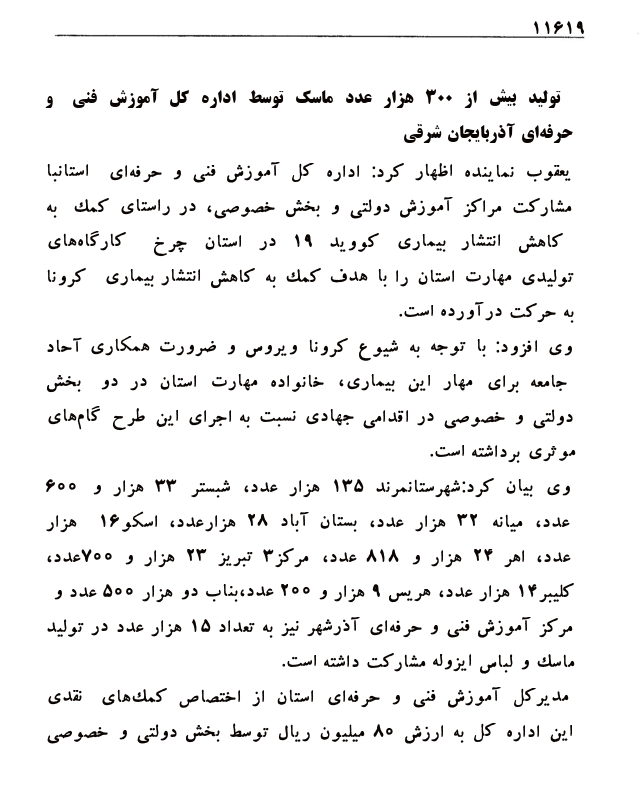 ۱۱۶۱۹
تولید بیش از ۳۰۰ هزار عدد ماسک توسط اداره کل آموزش فنی و
حرفه‌ای آذربایجان شرقی
یعقوب نماینده اظهار کرد: اداره کل آموزش فنی و حرفه‌ای استانبا
مشارکت مراکز آموزش دولتی و بخش خصوصی، در راستای کمك به
کاهش انتشار بیماری کووید ۱۹ در استان چرخ کارگاه‌های
تولیدی مهارت استان را با هدف کمك به کاهش انتشار بیماری کرونا
به حرکت درآورده است.
وی افزود: با توجه به شیوع کرونا ویروس و ضرورت همکاری آحاد
جامعه برای مهار این بیماری، خانواده مهارت استان در دو بخش
دولتی و خصوصی در اقدامی جهادی نسبت به اجرای این طرح گام‌های
موثری برداشته است.
وی بیان کرد:شهرستانمرند ۱۳۵ هزار عدد، شبستر ۳۳ هزار و ۶۰۰
عدد، میانه ۳۲ هزار عدد، بستان آباد ۲۸ هزارعدد، اسکو۱۶ هزار
عدد، اهر ۲۴ هزار و ۸۱۸ عدد، مرکز۳ تبریز ۲۳ هزار و ۷۰۰عدد،
کلیبر۱۴ هزار عدد، هریس ۹ هزار و ۲۰۰ عدد،بناب دو هزار ۵۰۰ عدد و
مرکز آموزش فنی و حرفه‌ای آذرشهر نیز به تعداد ۱۵ هزار عدد در تولید
ماسك و لباس ایزوله مشارکت داشته است.
مدیرکل آموزش فنی و حرفه‌ای استان از اختصاص کمك‌های نقدی
این اداره کل به ارزش ۸۰ میلیون ریال توسط بخش دولتی و خصوصی